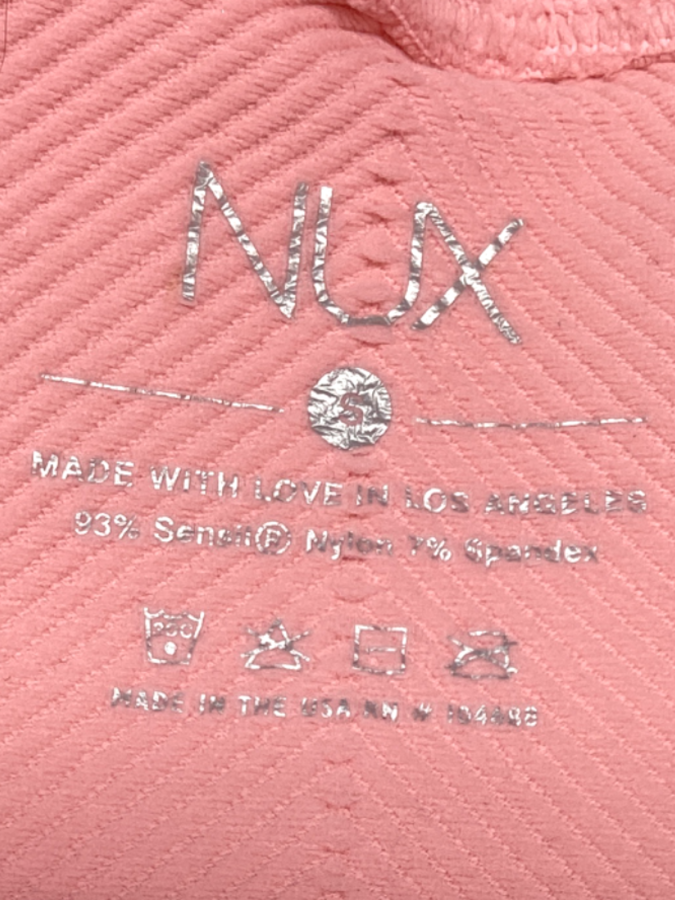 NUX
S
MADE WITH LOVE IN LOS ANGELES
93% Sensil® Nylon 7% Spandex
MADE IN THE USA RN #